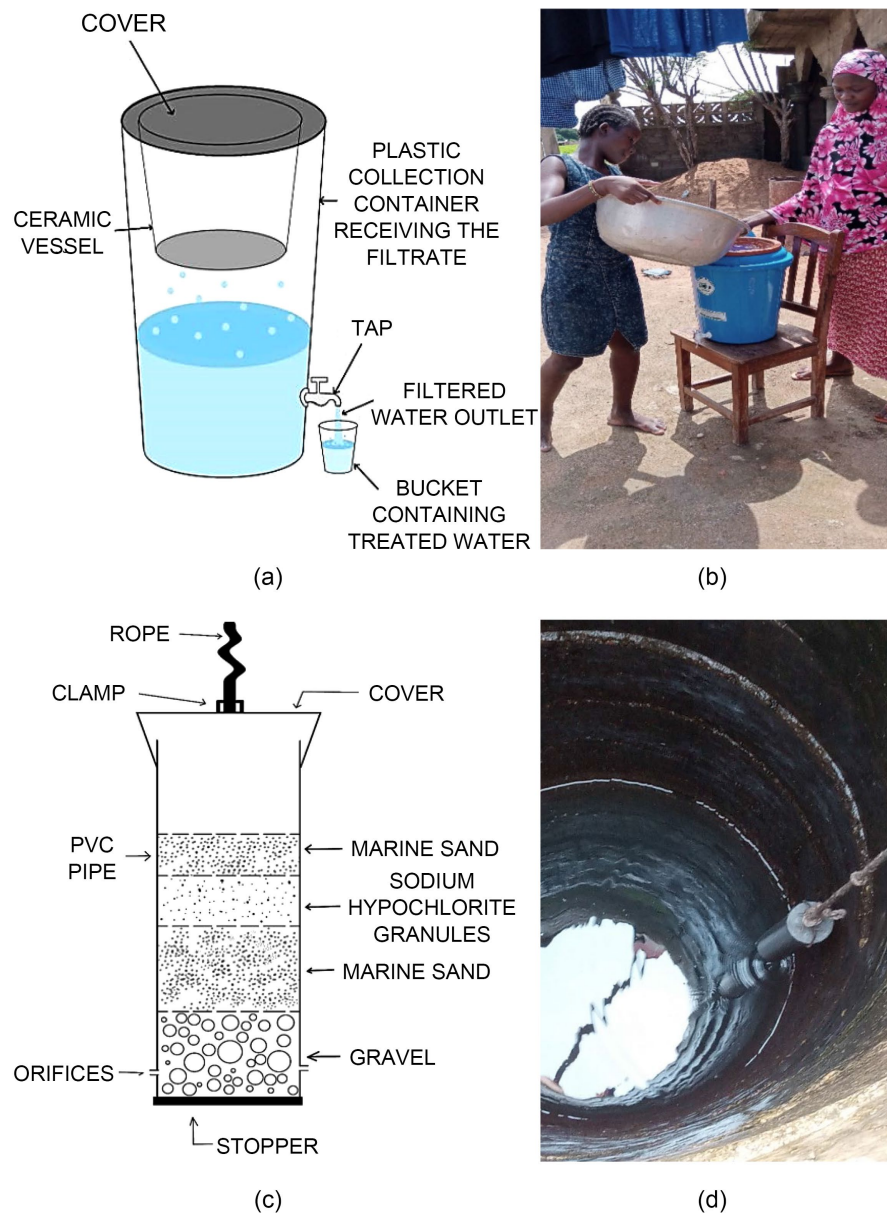 COVER
CERAMIC
VESSEL
PLASTIC
COLLECTION
CONTAINER
RECEIVING THE
FILTRATE
TAP
FILTERED
WATER OUTLET
BUCKET
CONTAINING
TREATED WATER
(a)
(b)
ROPE
CLAMP
COVER
PVC
PIPE
MARINE SAND
SODIUM
HYPOCHLORITE
GRANULES
MARINE SAND
GRAVEL
ORIFICES
STOPPER
(c)
(d)